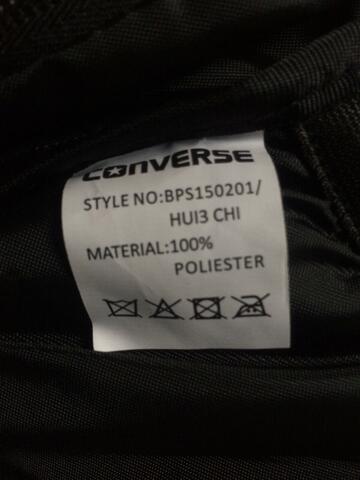 CONVERSE
STYLE NO:BPS150201/
HUI3 CHI
MATERIAL:100%
POLIESTER